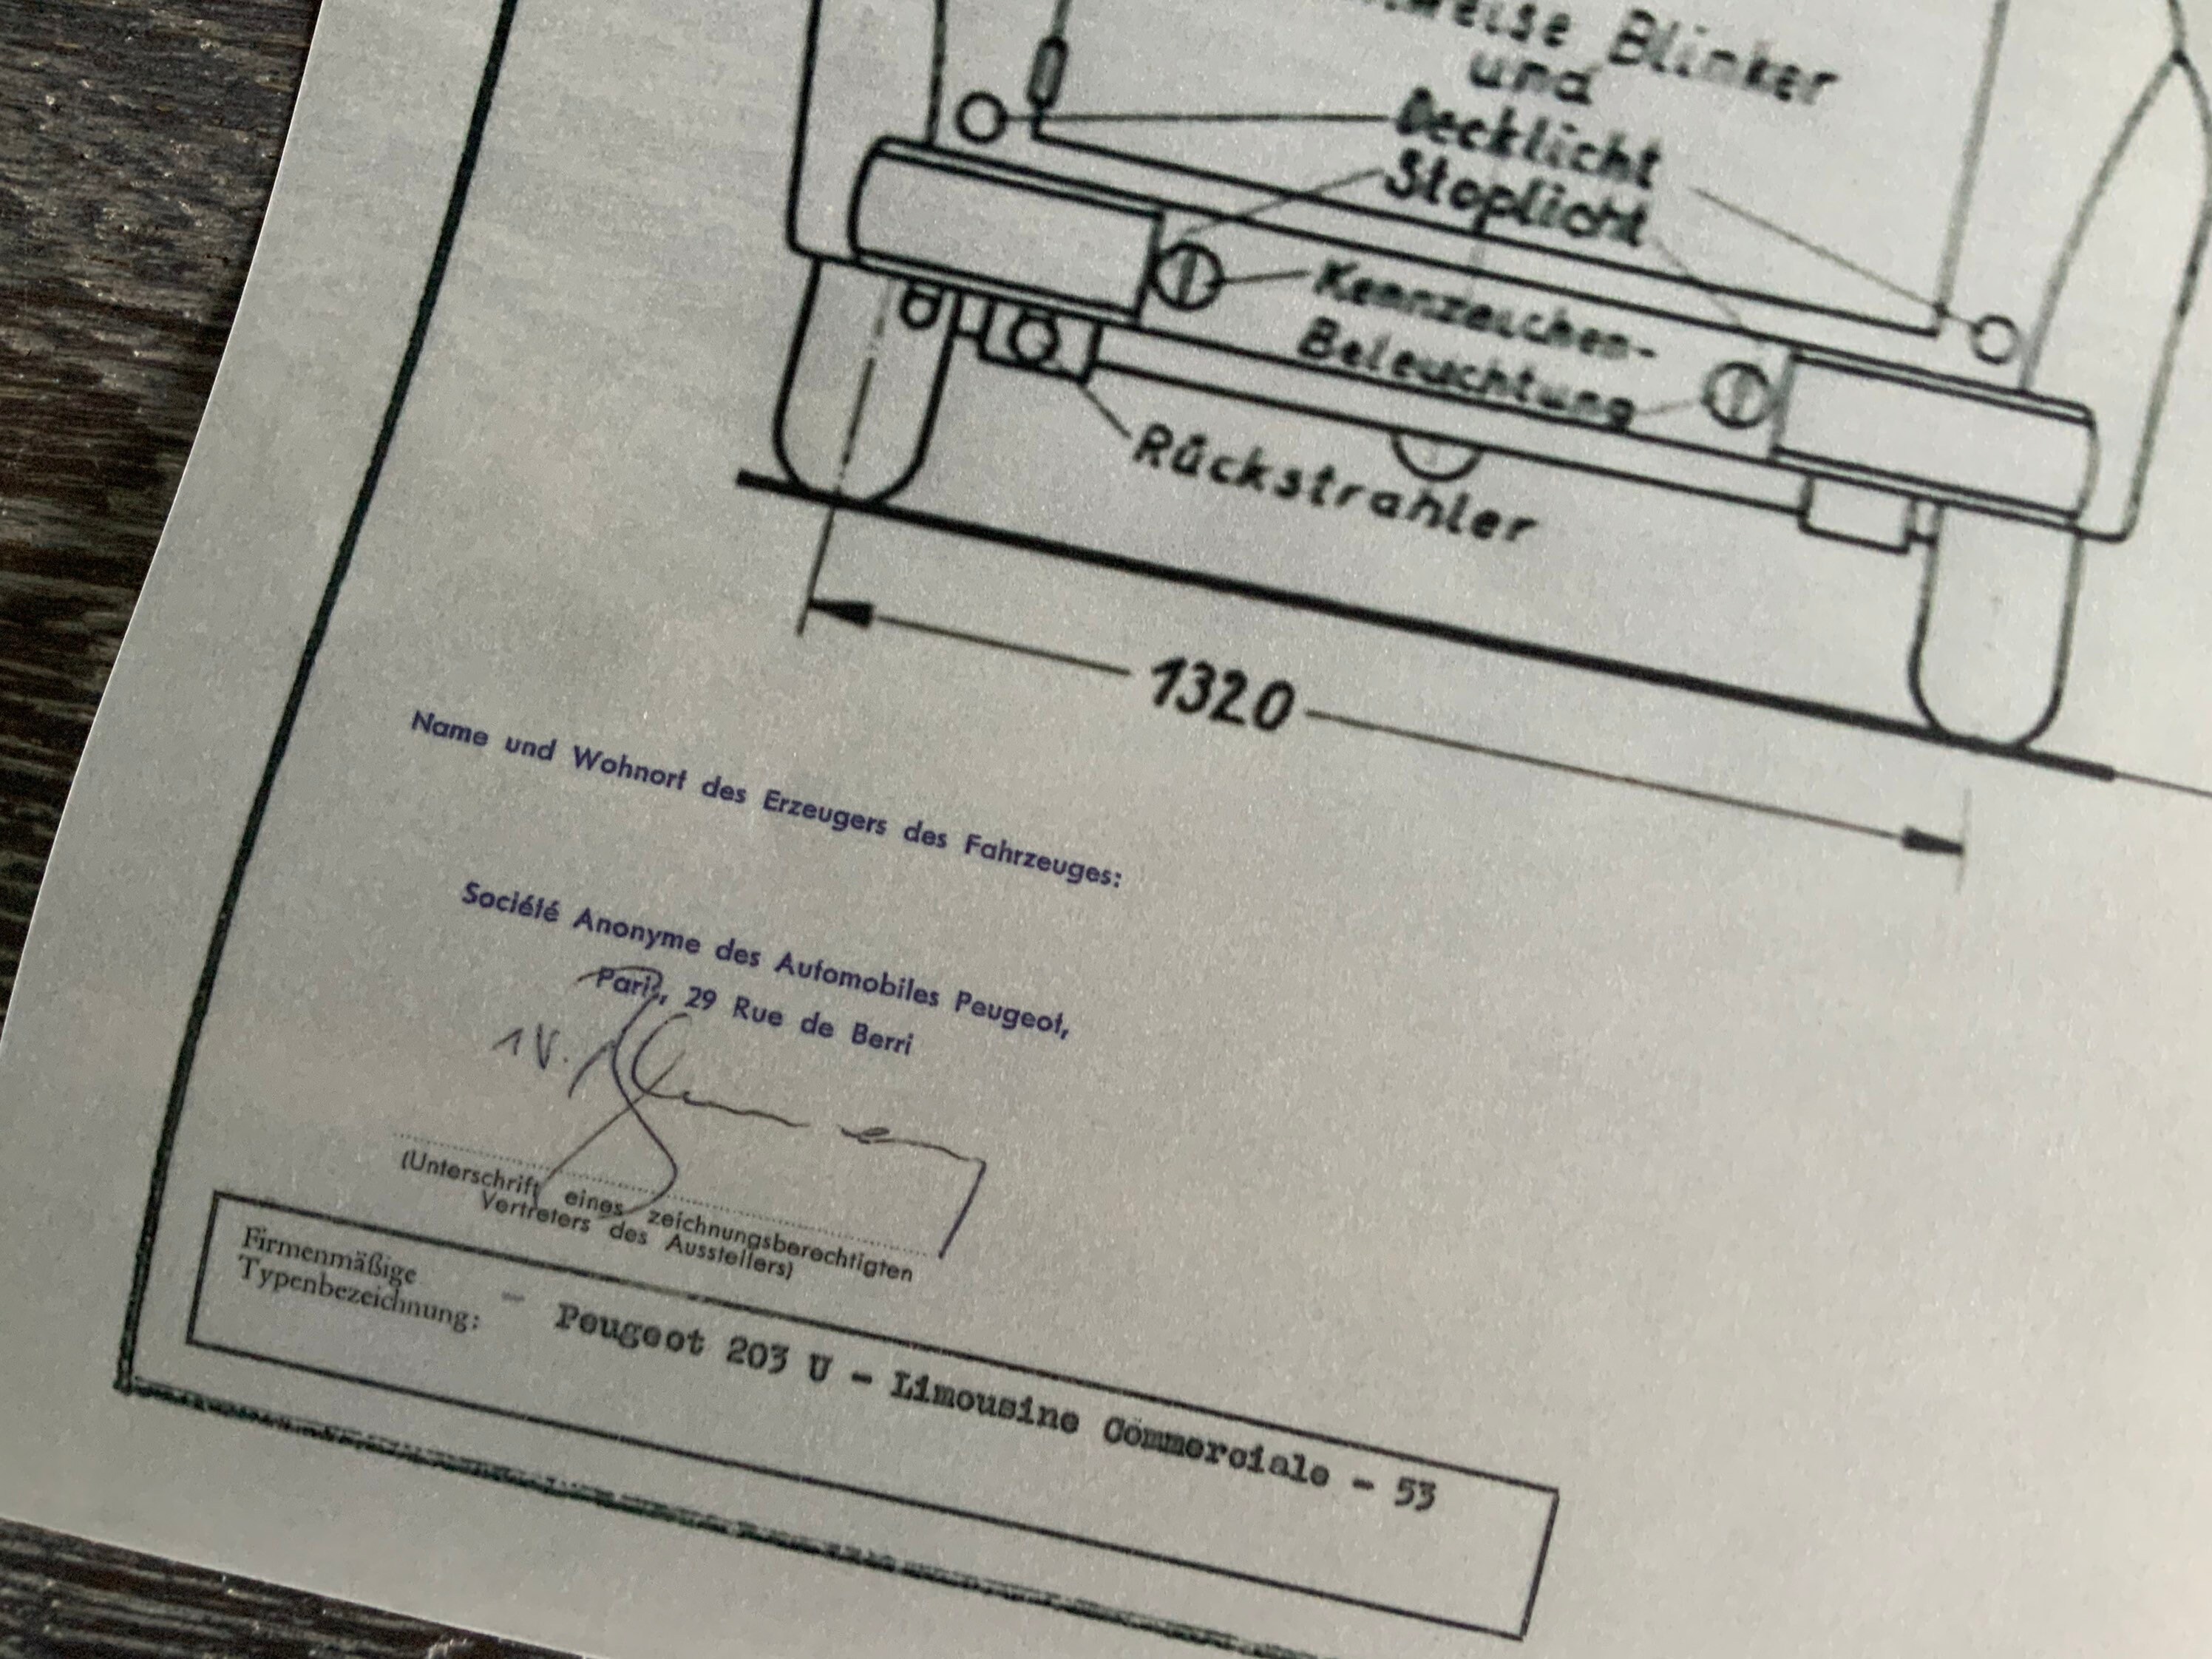 Blinker
und
Decklicht
Stoplicht
Kennzeichen-
Beleuchtung
Rückstrahler
1320
Name und Wohnort des Erzeugers des Fahrzeuges:
Société Anonyme des Automobiles Peugeot,
Paris, 29 Rue de Berri
(Unterschrift eines zeichnungsberechtigten
Vertreters des Ausstellers)
Firmenmäßige
Typenbezeichnung:
- Peugeot 203 U - Limousine Commerciale - 53